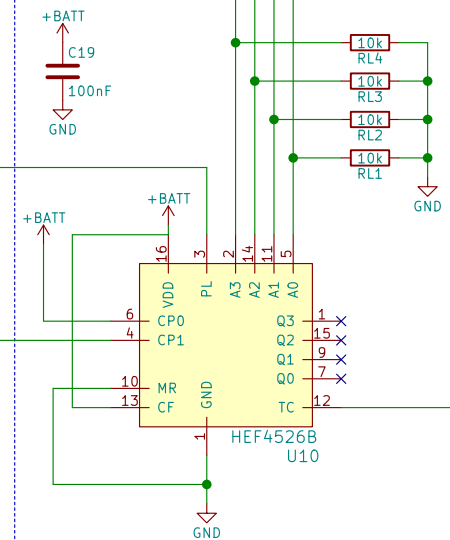 +BATT
C19
100nF
GND
10k
RL4
10k
RL3
10k
RL2
10k
RL1
GND
+BATT
+BATT
16
3
2
14
11
5
VDD
PL
A3
A2
A1
A0
6 CP0
4 CP1
10 MR
13 CF
GND
1
Q3 1
Q2 15
Q1 9
Q0 7
TC 12
HEF4526B
U10
GND